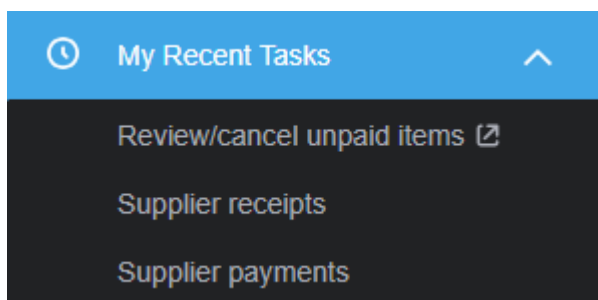 My Recent Tasks
Review/cancel unpaid items
Supplier receipts
Supplier payments